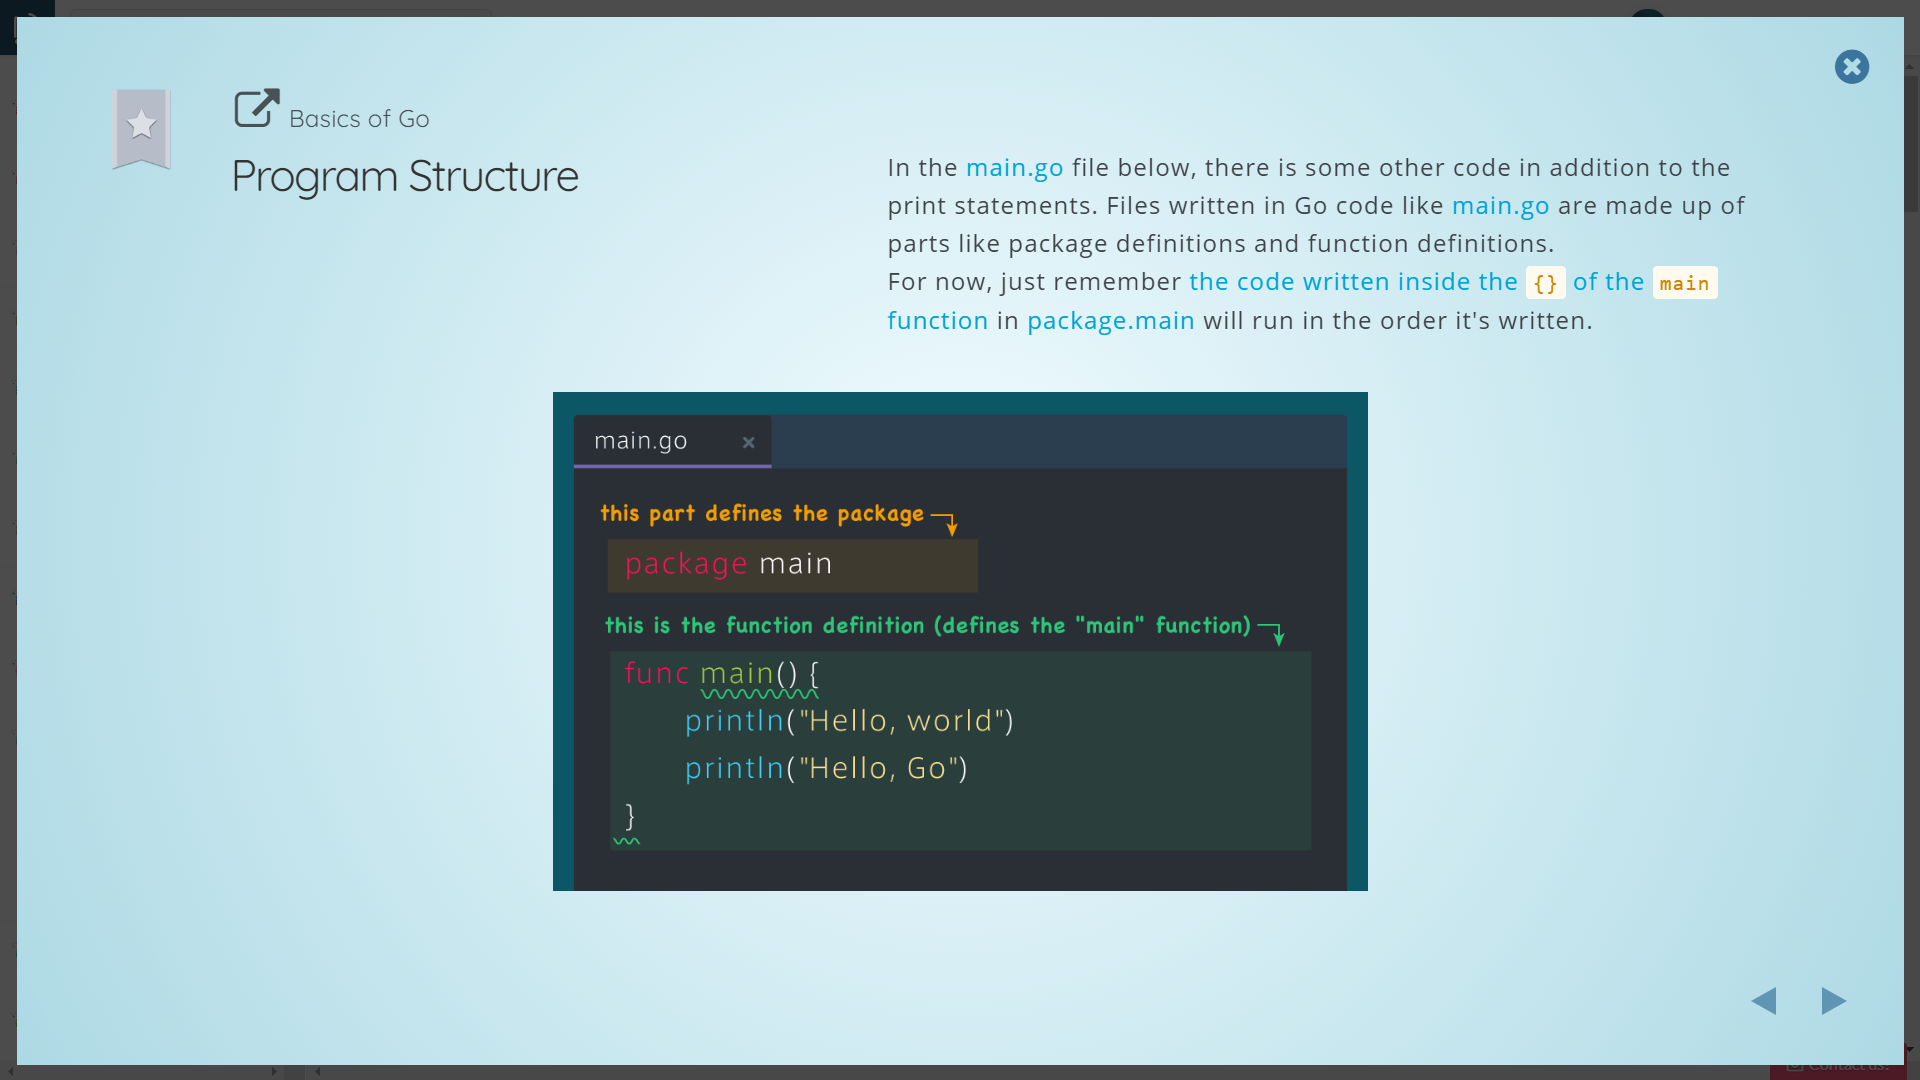 Basics of Go
Program Structure
In the main.go file below, there is some other code in addition to the
print statements. Files written in Go code like main.go are made up of
parts like package definitions and function definitions.
For now, just remember the code written inside the {} of the main
function in package.main will run in the order it's written.
main.go ×
this part defines the package
package main
this is the function definition (defines the "main" function)
func main() {
println("Hello, world")
println("Hello, Go")
}
Contact us!